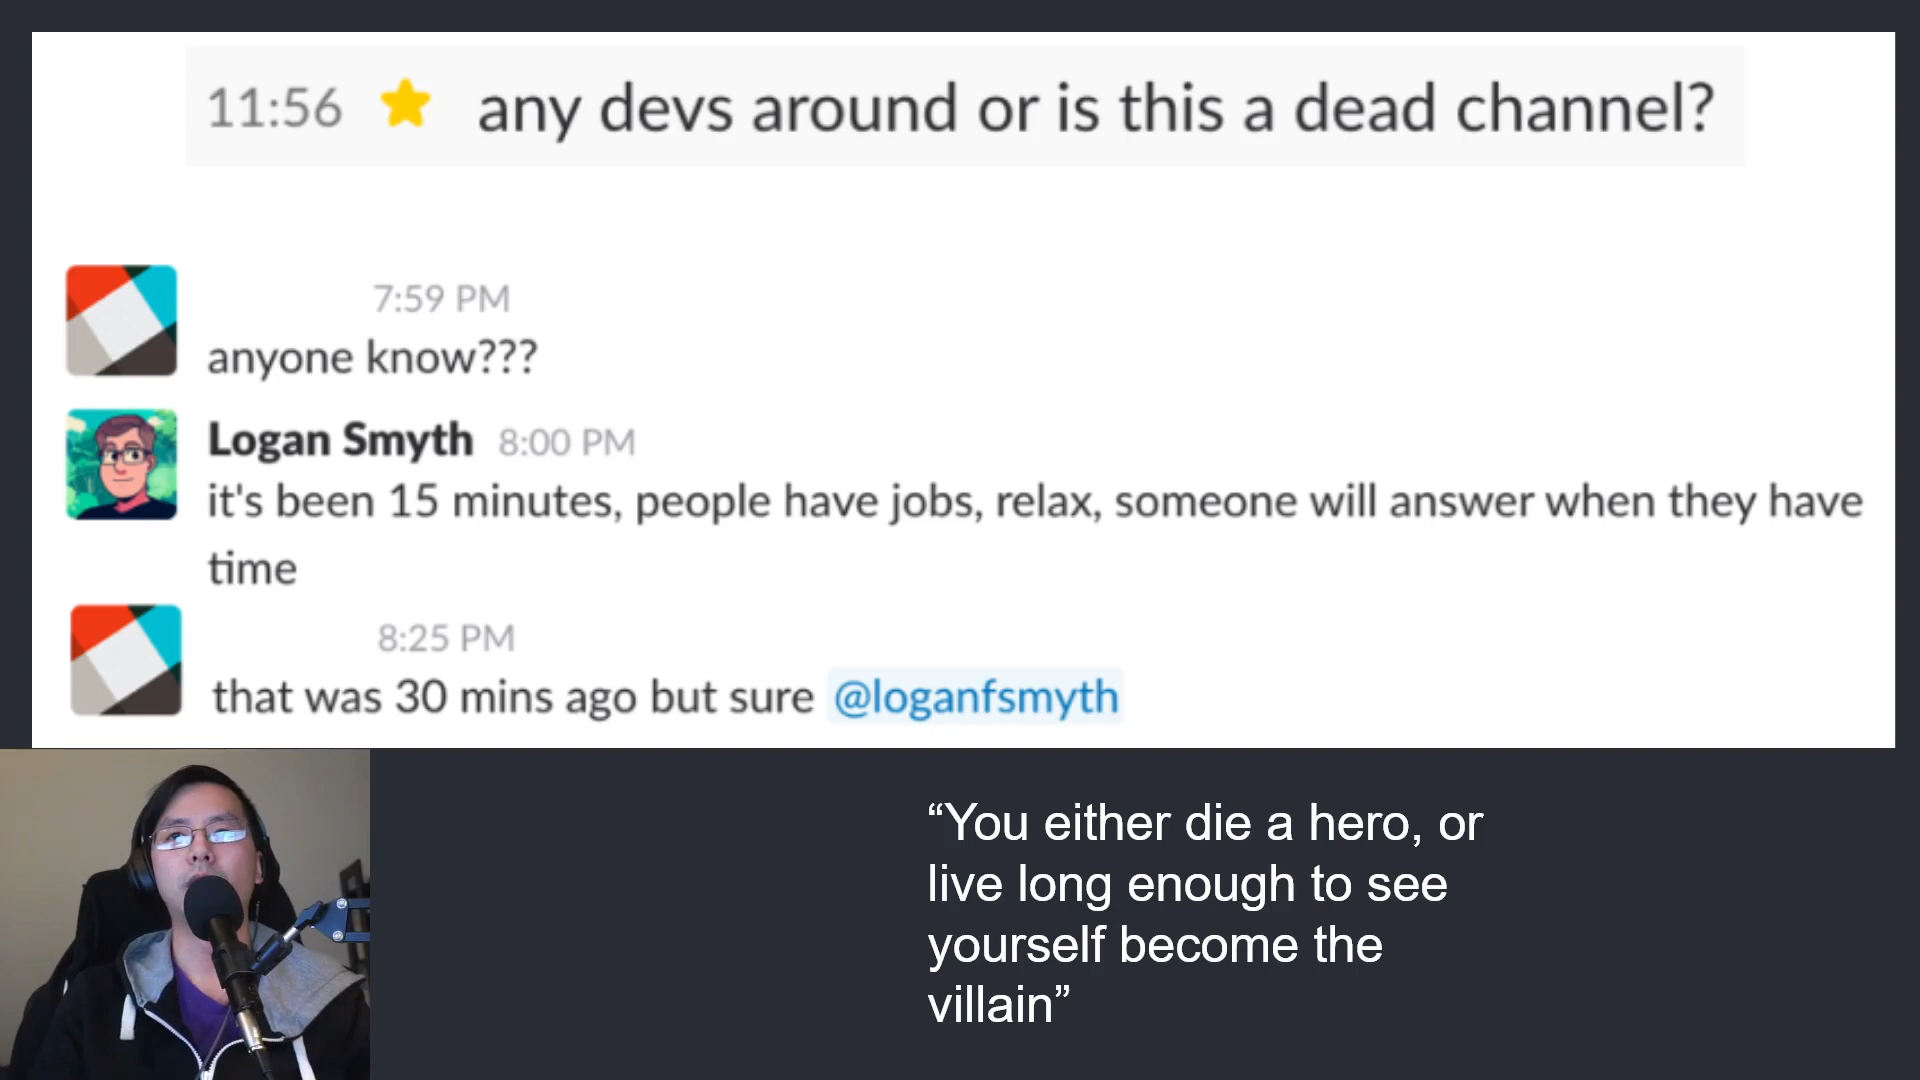 11:56 any devs around or is this a dead channel?
7:59 PM
anyone know???
Logan Smyth 8:00 PM
it's been 15 minutes, people have jobs, relax, someone will answer when they have
time
8:25 PM
that was 30 mins ago but sure @loganfsmyth
“You either die a hero, or
live long enough to see
yourself become the
villain”